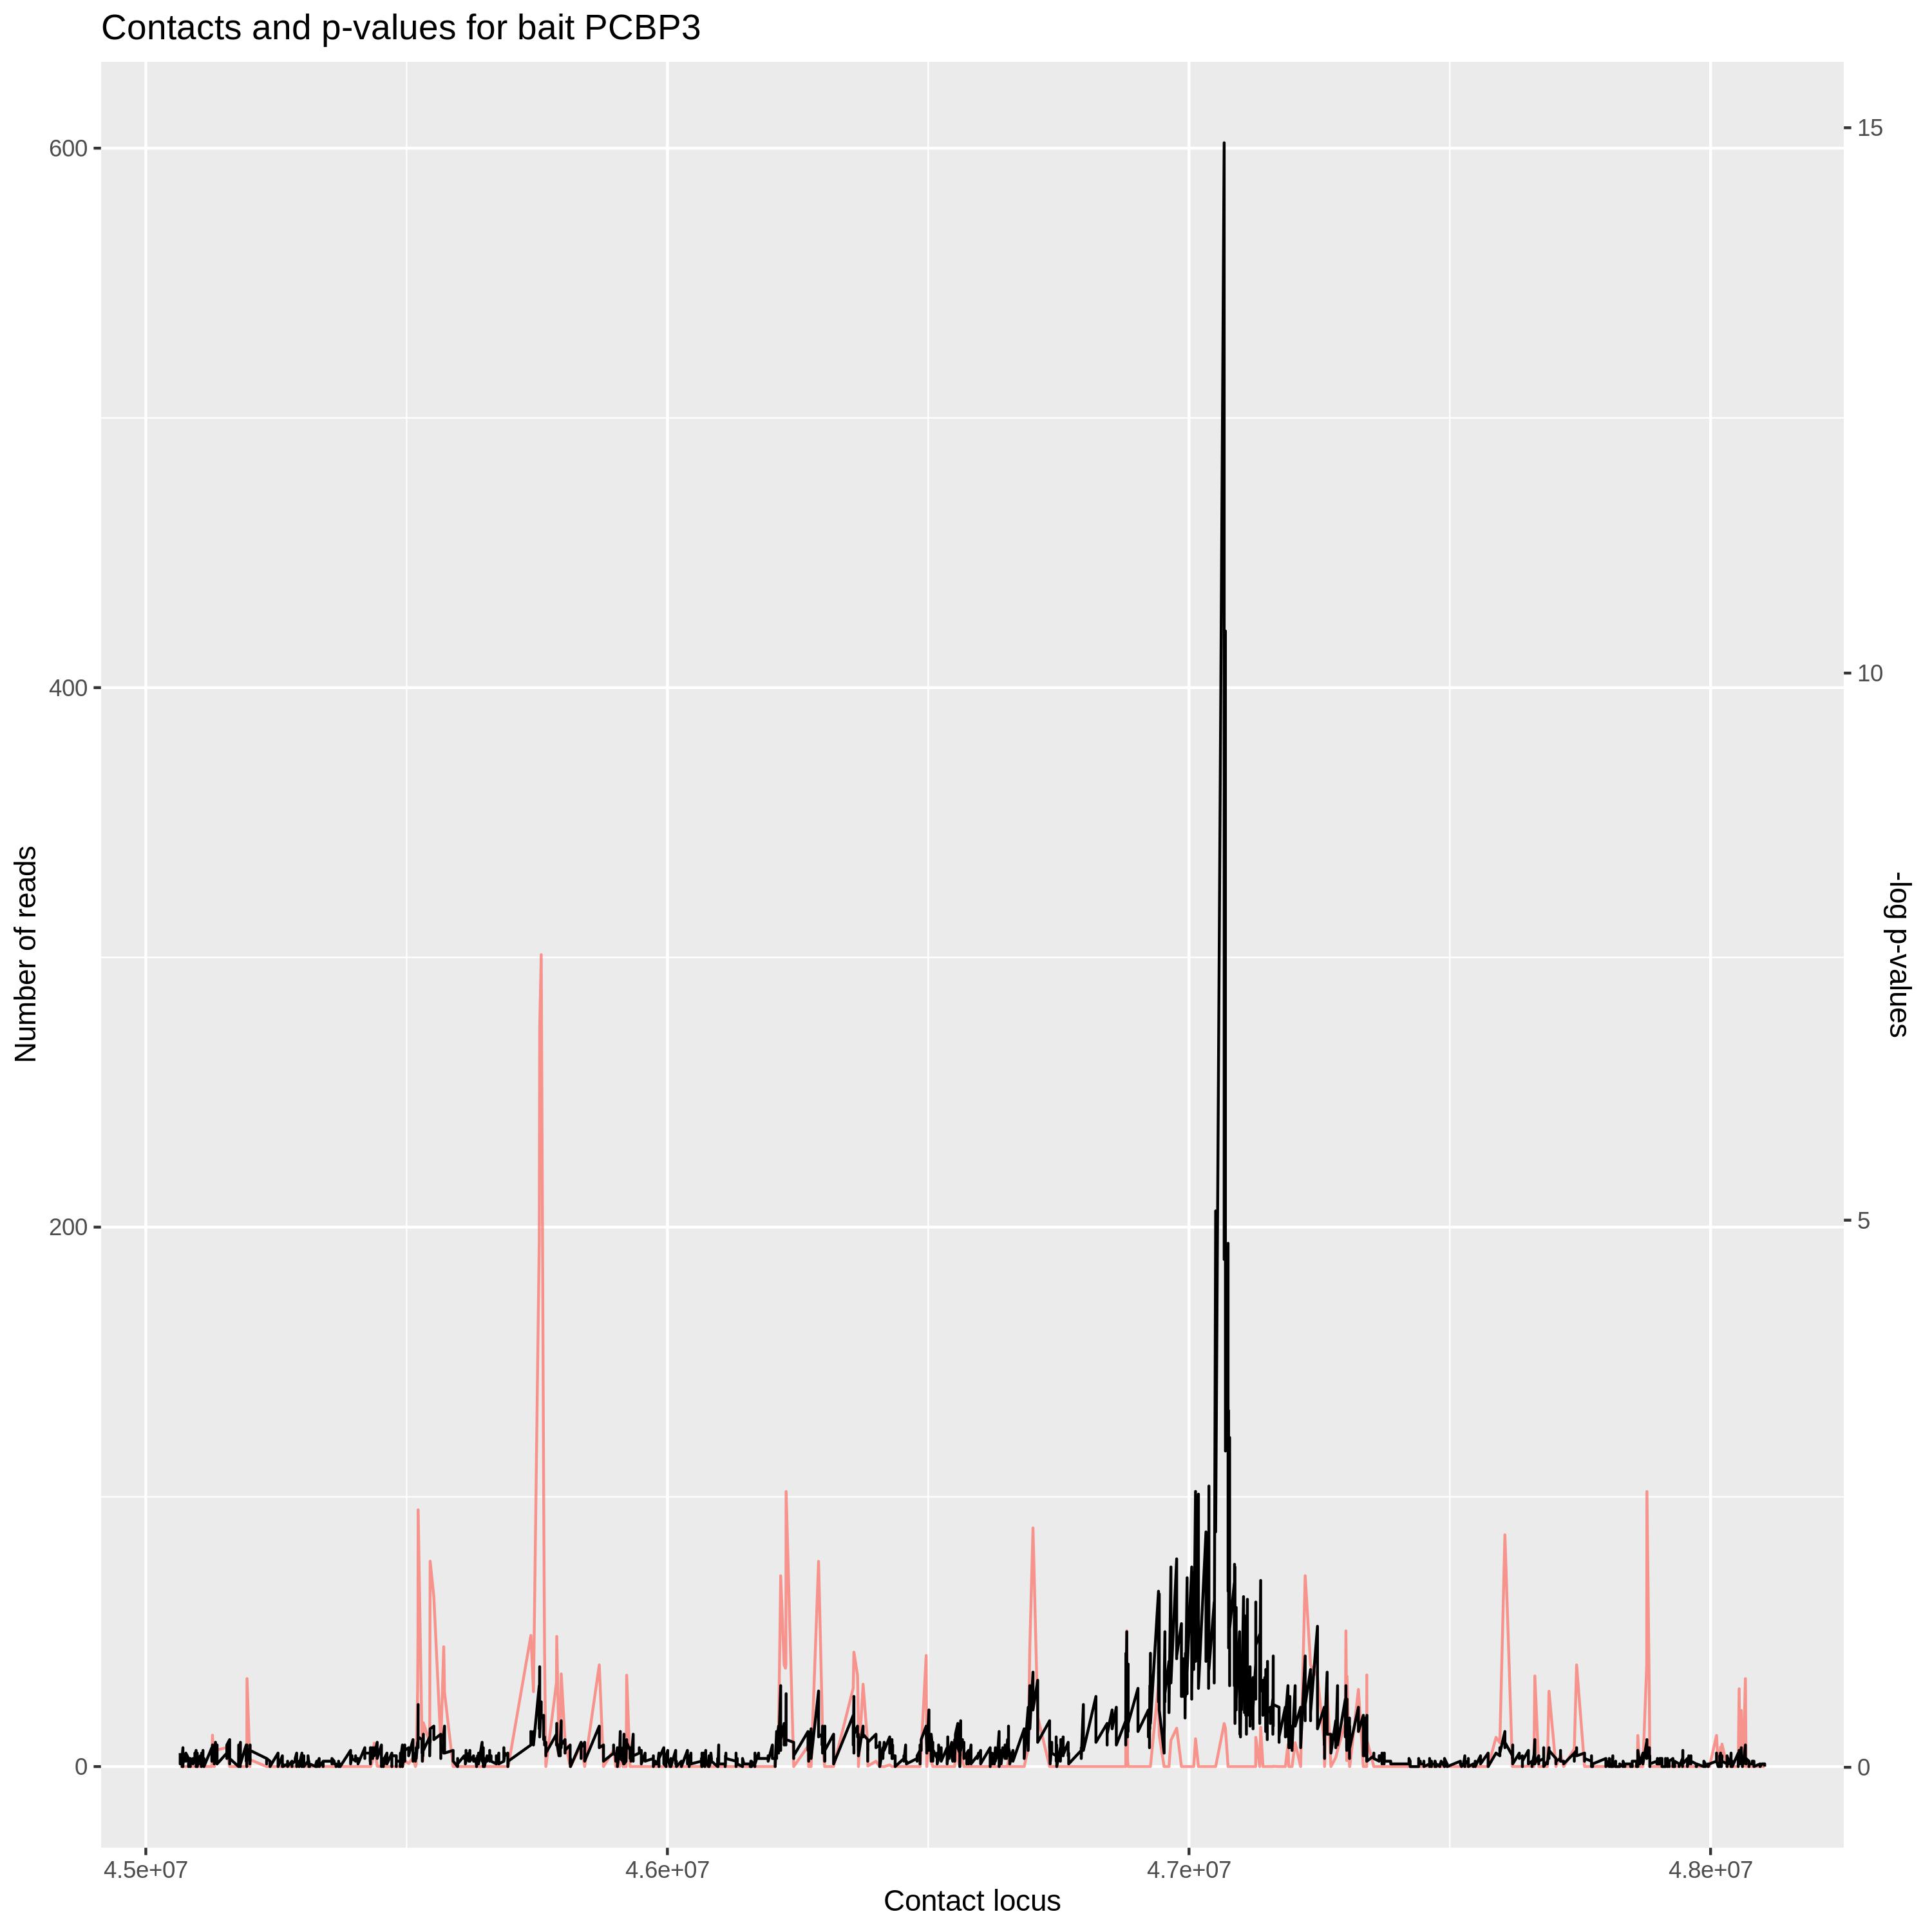 Contacts and p-values for bait PCBP3
600
400
200
0
Number of reads
15
10
5
0
-log p-values
4.5e+07
4.6e+07
4.7e+07
4.8e+07
Contact locus